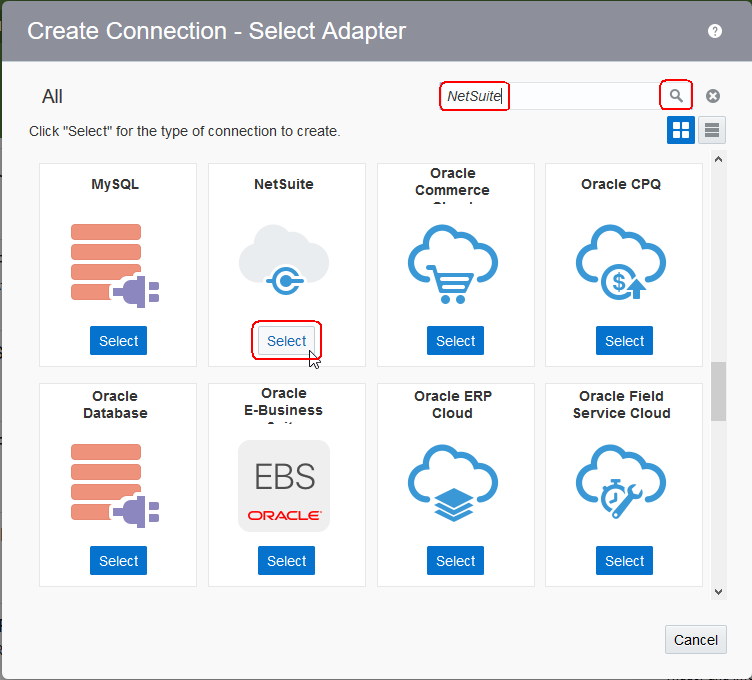 Create Connection - Select Adapter
?
All
NetSuite
Click "Select" for the type of connection to create.
MySQL
NetSuite
Oracle
Commerce
Oracle CPQ
$
Select
Select
Select
Select
Oracle
Database
Oracle
E-Business
Oracle ERP
Cloud
Oracle Field
Service Cloud
EBS
ORACLE
Select
Select
Select
Select
Cancel